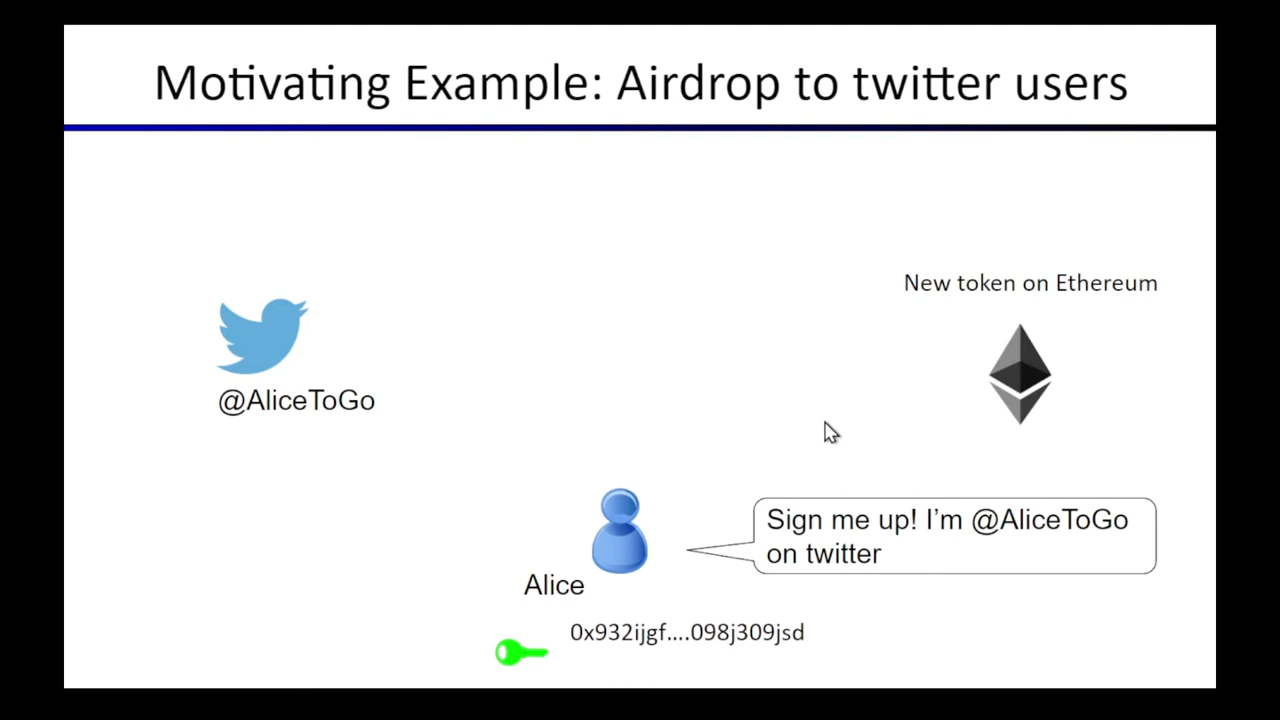 Motivating Example: Airdrop to twitter users
New token on Ethereum
@AliceToGo
Sign me up! I’m @AliceToGo
on twitter
Alice
0x932ijgf....098j309jsd